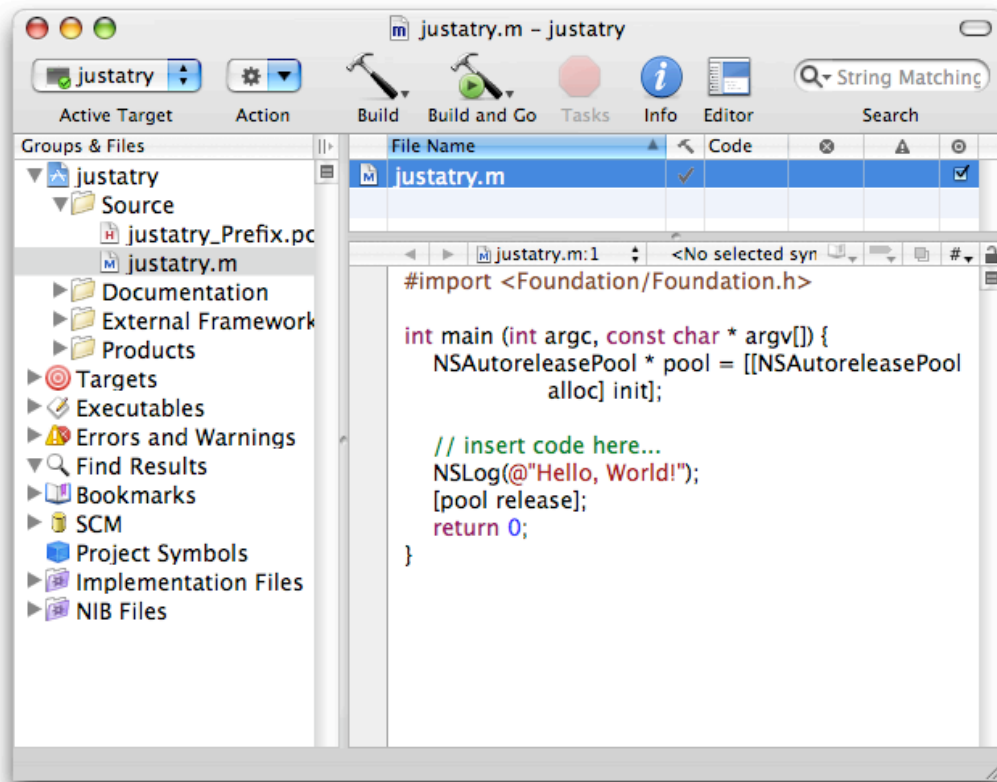 justatry.m – justatry
justatry
String Matching
Active Target
Action
Build
Build and Go
Tasks
Info
Editor
Search
Groups & Files
File Name
Code
justatry
justatry.m
Source
justatry_Prefix.pc
justatry.m
Documentation
External Framework
Products
Targets
Executables
Errors and Warnings
Find Results
Bookmarks
SCM
Project Symbols
Implementation Files
NIB Files
justatry.m:1
<No selected syn
#
#import <Foundation/Foundation.h>
int main (int argc, const char * argv[]) {
NSAutoreleasePool * pool = [[NSAutoreleasePool
alloc] init];
// insert code here...
NSLog(@"Hello, World!");
[pool release];
return 0;
}